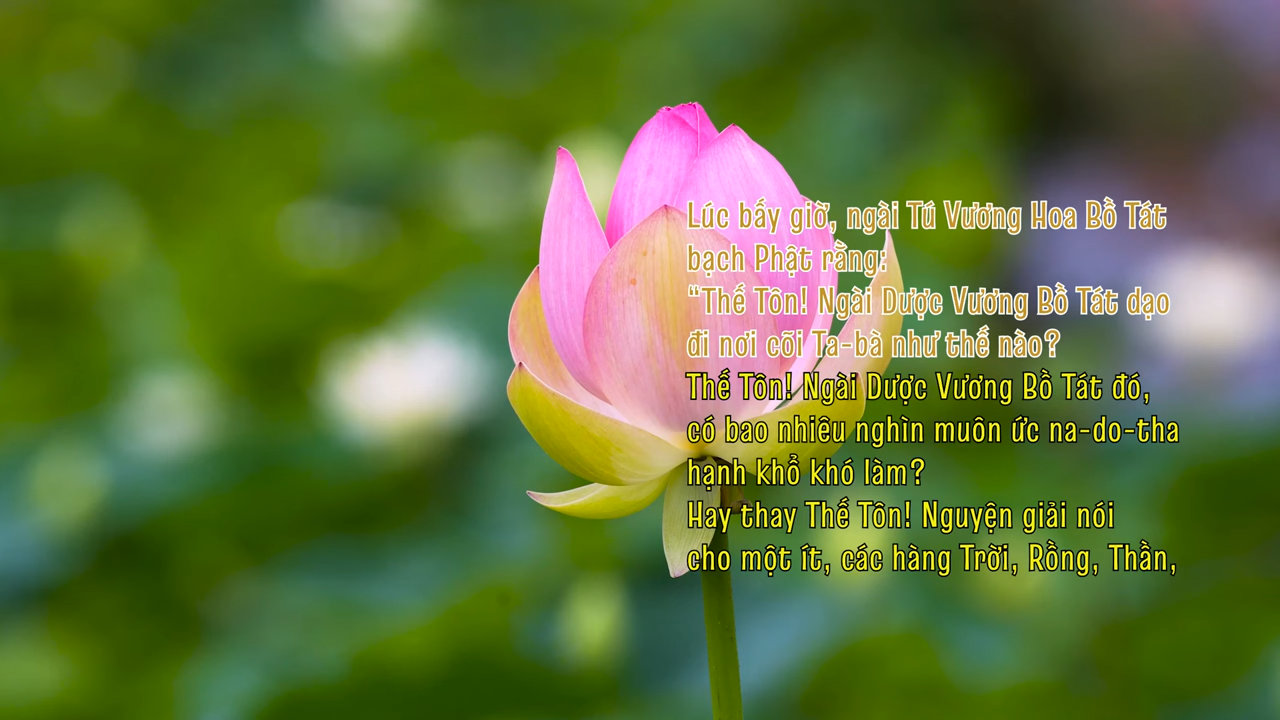 Lúc bấy giờ, ngài Tú Vương Hoa Bồ Tát
bạch Phật rằng:
“Thế Tôn! Ngài Dược Vương Bồ Tát dạo
đi nơi cõi Ta-bà như thế nào?
Thế Tôn! Ngài Dược Vương Bồ Tát đó,
có bao nhiêu nghìn muôn ức na-do-tha
hạnh khổ khó làm?
Hay thay Thế Tôn! Nguyện giải nói
cho một ít, các hàng Trời, Rồng, Thần,